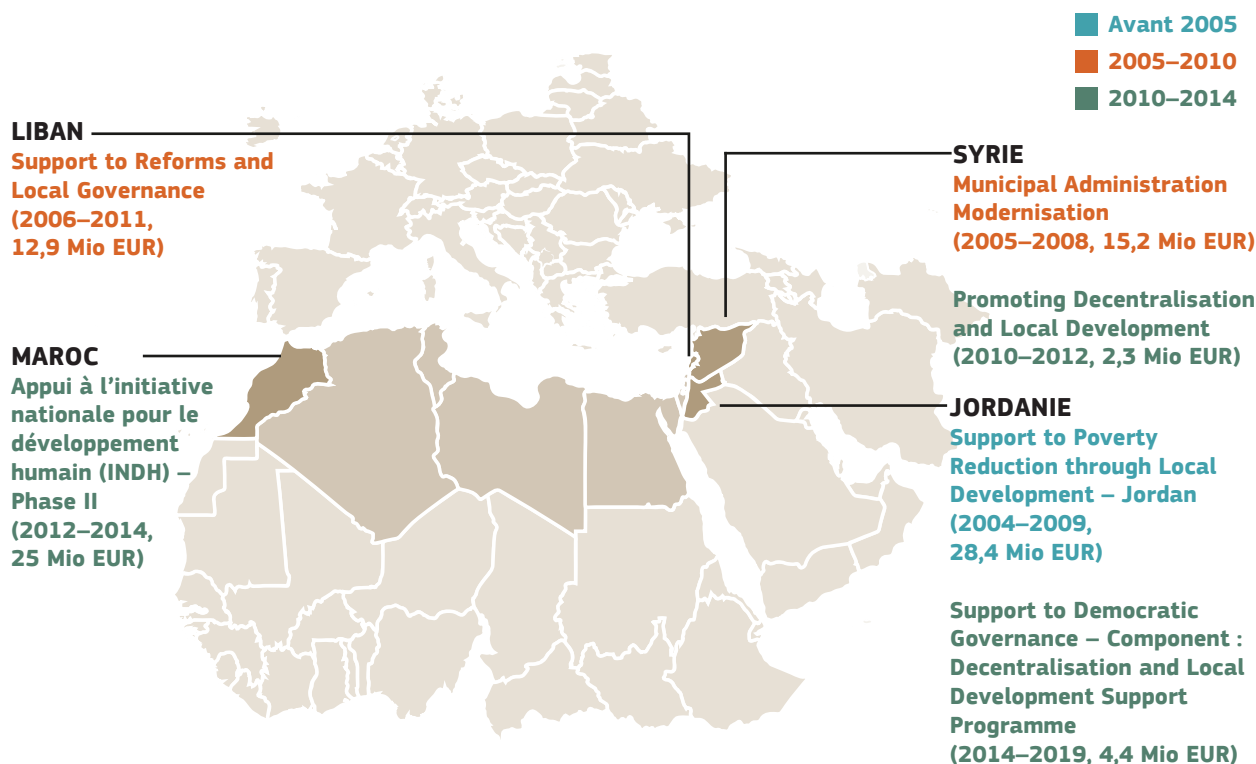 Avant 2005
2005–2010
2010–2014
LIBAN
Support to Reforms and
Local Governance
(2006–2011,
12,9 Mio EUR)
MAROC
Appui à l’initiative
nationale pour le
développement
humain (INDH) –
Phase II
(2012–2014,
25 Mio EUR)
SYRIE
Municipal Administration
Modernisation
(2005–2008, 15,2 Mio EUR)
Promoting Decentralisation
and Local Development
(2010–2012, 2,3 Mio EUR)
JORDANIE
Support to Poverty
Reduction through Local
Development – Jordan
(2004–2009,
28,4 Mio EUR)
Support to Democratic
Governance – Component :
Decentralisation and Local
Development Support
Programme
(2014–2019, 4,4 Mio EUR)